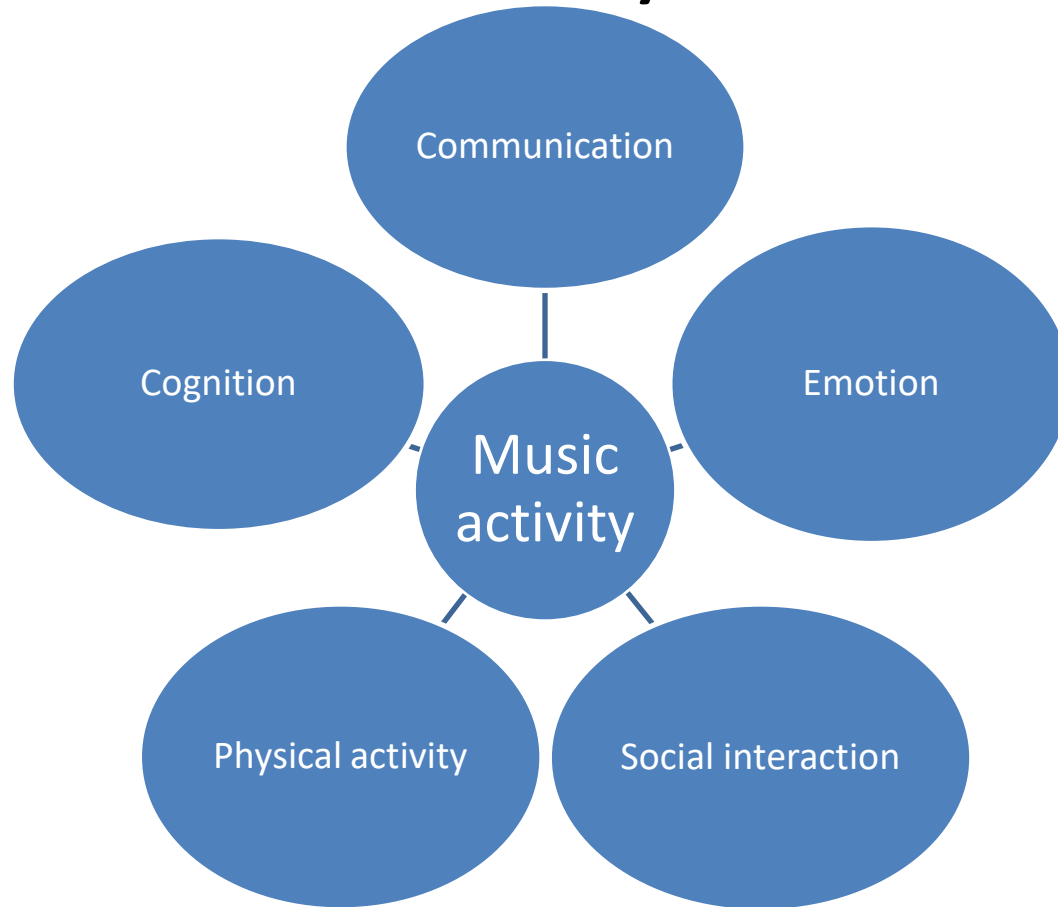 Communication
Cognition
Emotion
Music
activity
Physical activity
Social interaction